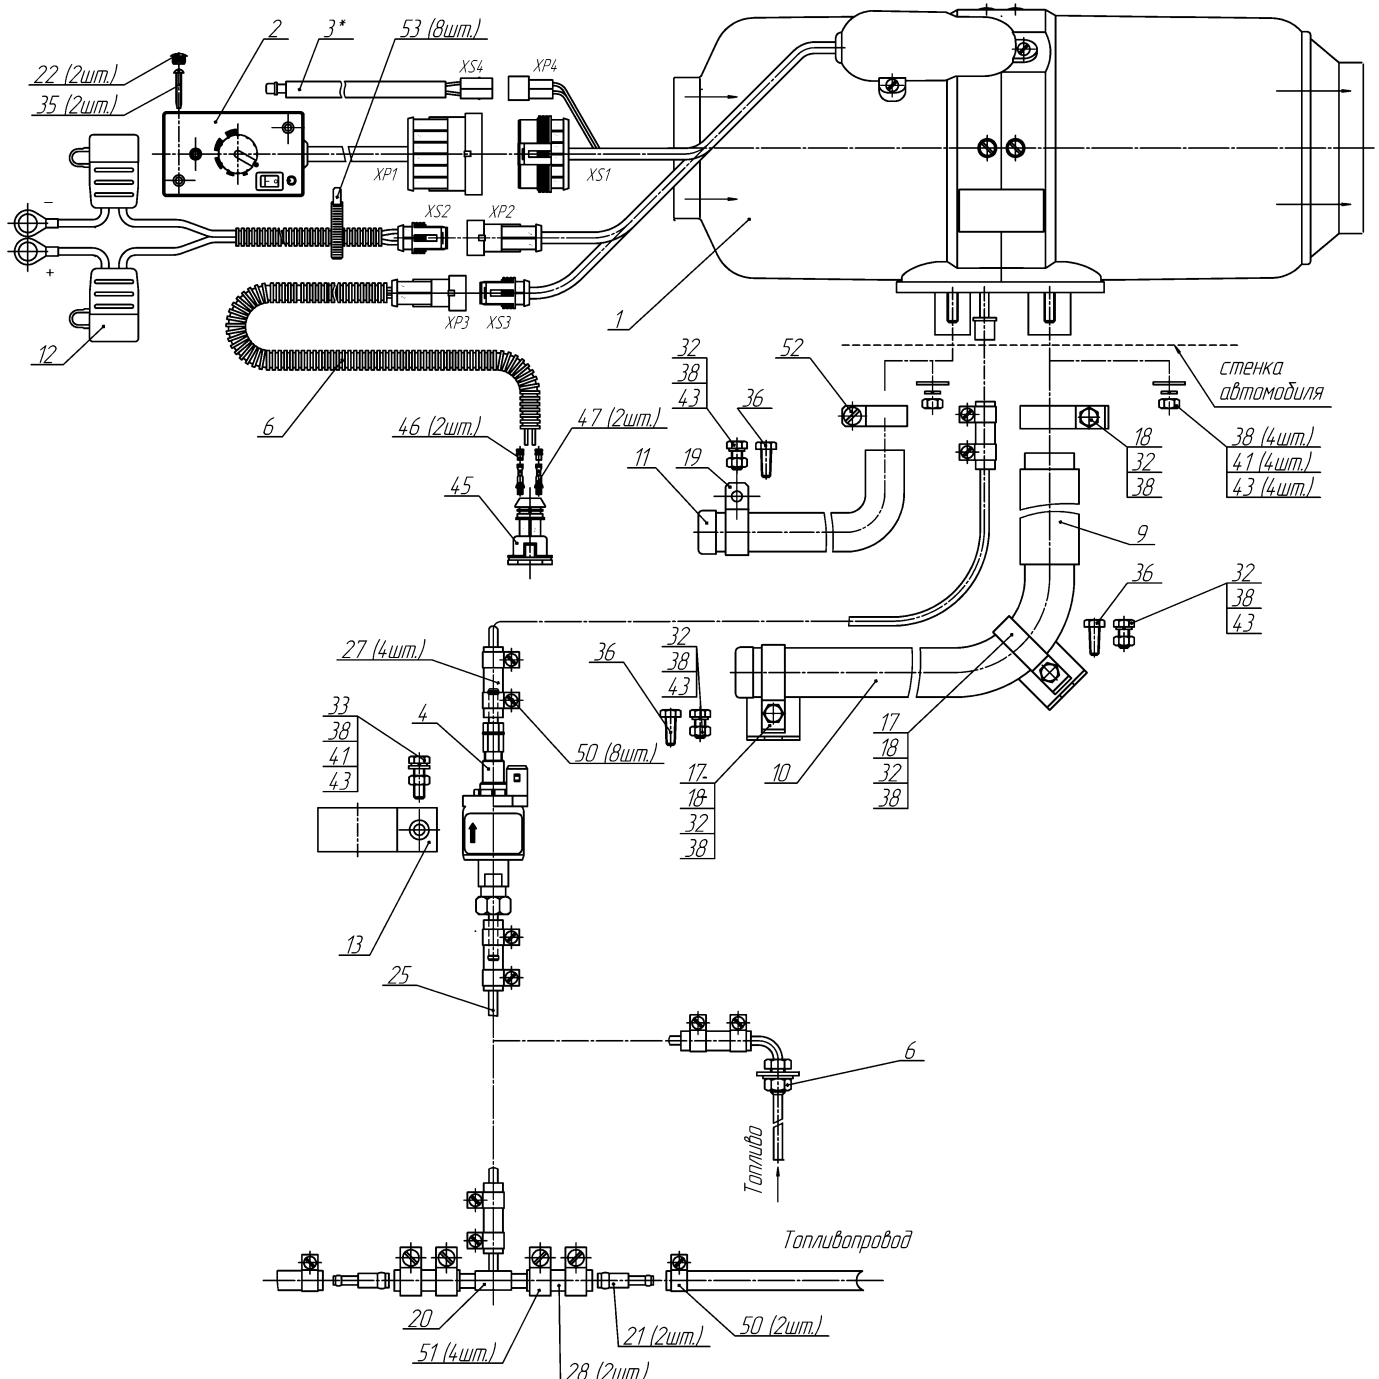 2
3*
53 (8шт.)
22 (2шт.)
35 (2шт.)
XS4
XP4
XP1
XS1
XS2
XP2
−
+
XP3
XS3
1
12
6
46 (2шт.)
47 (2шт.)
45
32
38
43
36
52
стенка
автомобиля
11
19
18
32
38
38 (4шт.)
41 (4шт.)
43 (4шт.)
9
36
32
38
43
27 (4шт.)
36
32
38
43
33
38
41
43
4
50 (8шт.)
17
18
32
38
10
17
18
32
38
13
25
6
Топливо
Топливопровод
20
51 (4шт.)
28 (2шт.)
21 (2шт.)
50 (2шт.)